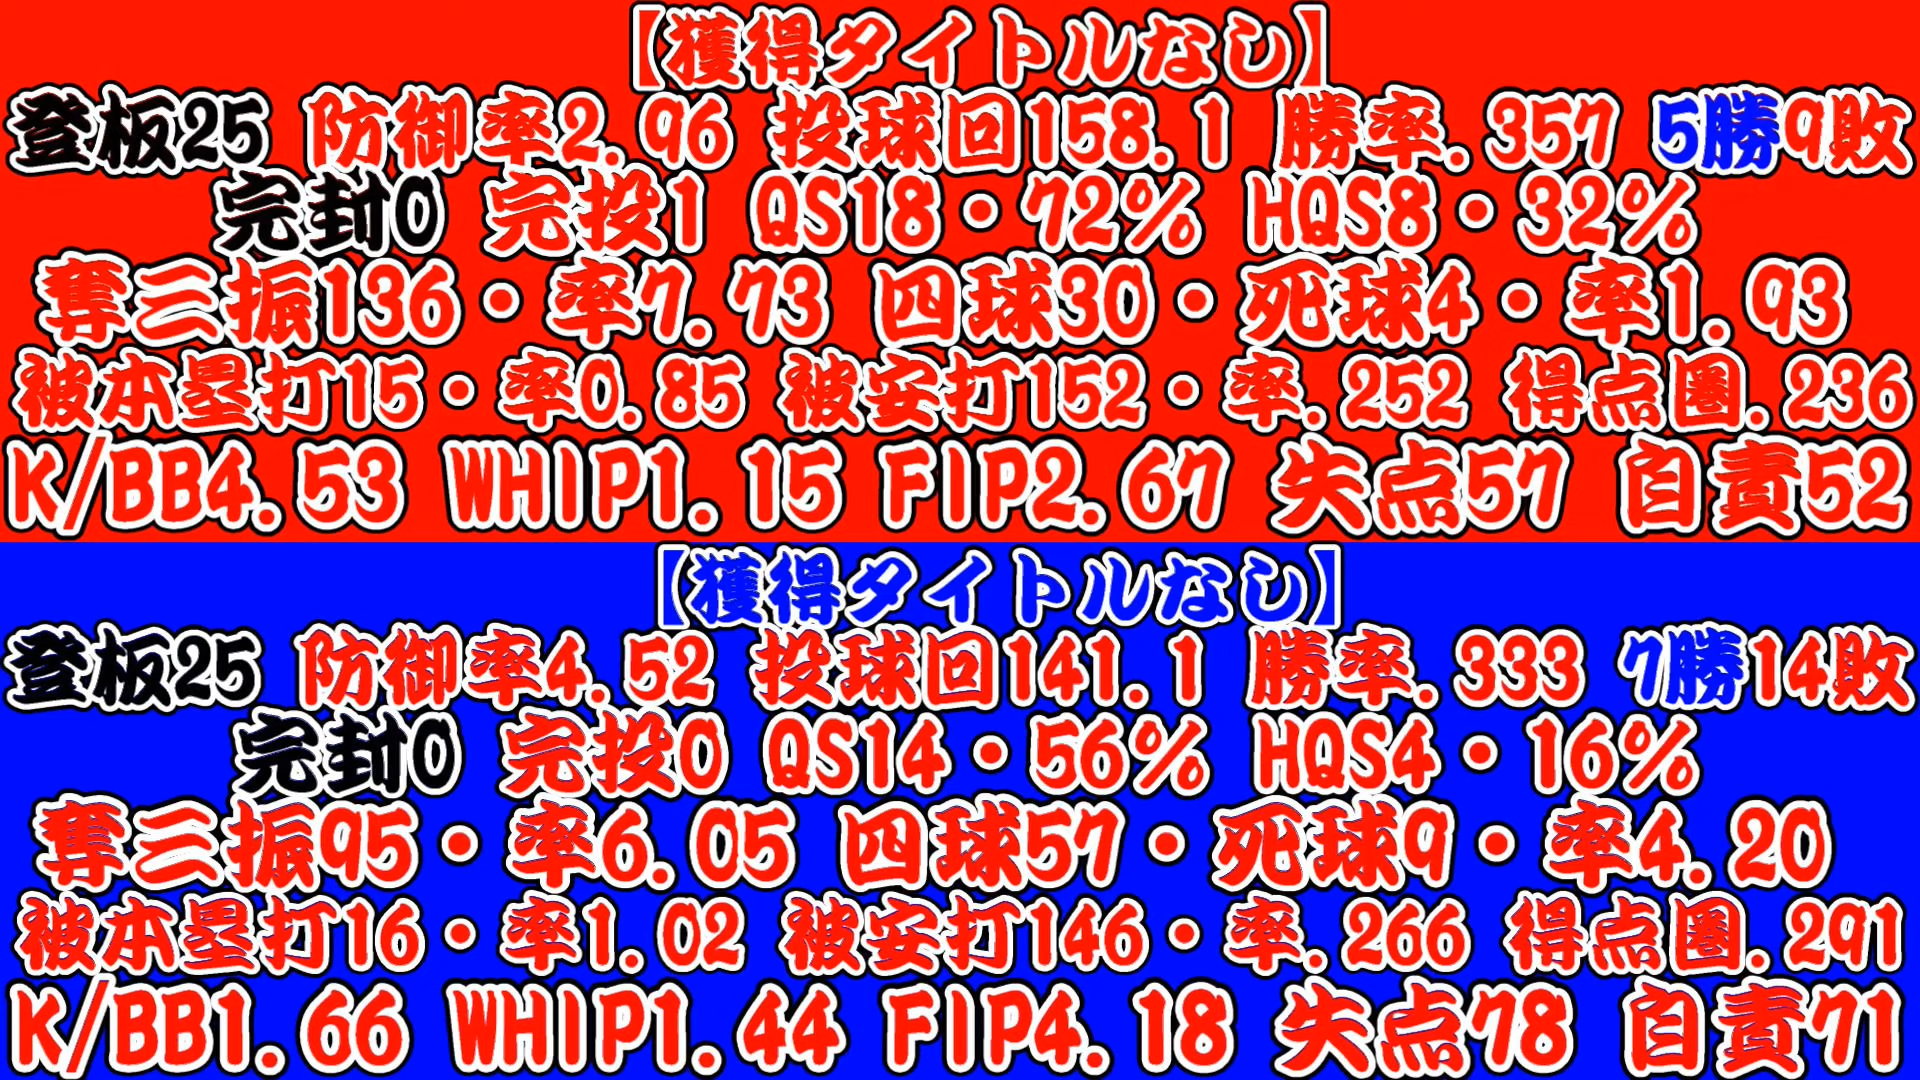 【獲得タイトルなし】
登板25 防御率2.96 投球回158.1 勝率.357 5勝9敗
完封0 完投1 QS18・72% HQS8・32%
奪三振136・率7.73 四球30・死球4・率1.93
被本塁打15・率0.85 被安打152・率.252 得点圏.236
K/BB4.53 WHIP1.15 FIP2.67 失点57 自責52
【獲得タイトルなし】
登板25 防御率4.52 投球回141.1 勝率.333 7勝14敗
完封0 完投0 QS14・56% HQS4・16%
奪三振95・率6.05 四球57・死球9・率4.20
被本塁打16・率1.02 被安打146・率.266 得点圏.291
K/BB1.66 WHIP1.44 FIP4.18 失点78 自責71